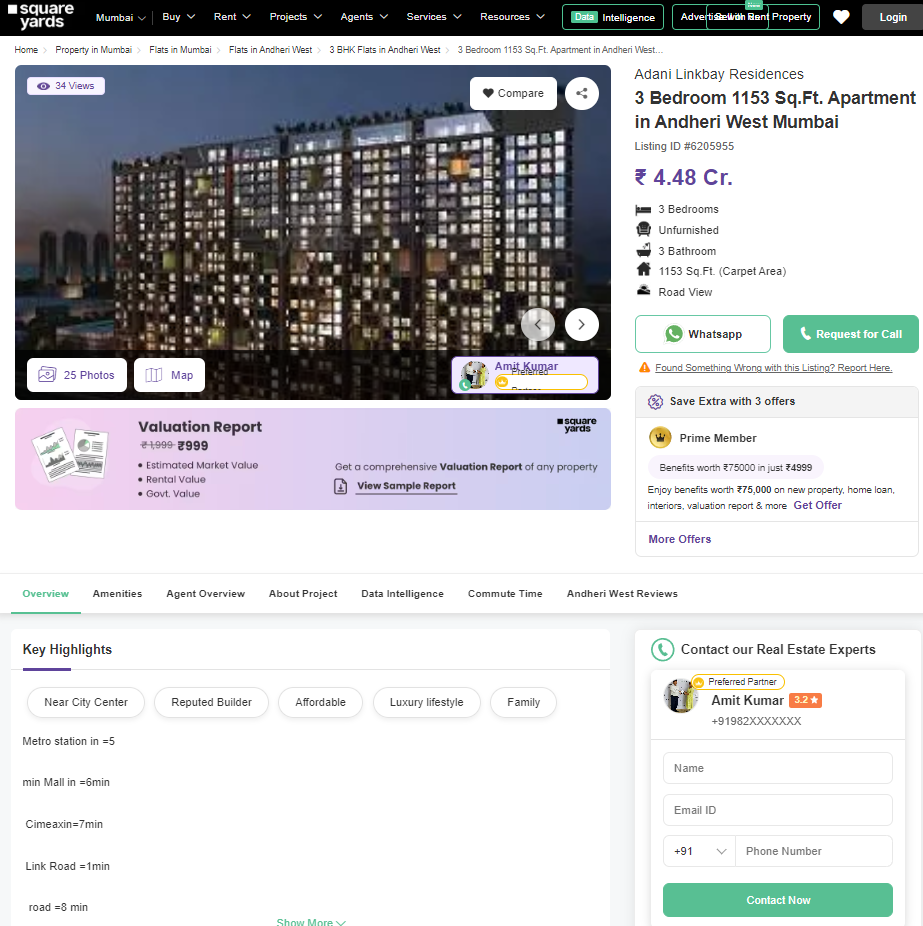 square yards
Mumbai
Buy
Rent
Projects
Agents
Services
Resources
Data Intelligence
New
Login
Home
Property in Mumbai
Flats in Mumbai
Flats in Andheri West
3 BHK Flats in Andheri West
3 Bedroom 1153 Sq.Ft. Apartment in Andheri West...
34 Views
Compare
25 Photos
Map
Amit Kumar
Preferred
Partner
Adani Linkbay Residences
3 Bedroom 1153 Sq.Ft. Apartment
in Andheri West Mumbai
Listing ID #6205955
₹ 4.48 Cr.
3 Bedrooms
Unfurnished
3 Bathroom
1153 Sq.Ft. (Carpet Area)
Road View
Whatsapp
Request for Call
Found Something Wrong with this Listing? Report Here.
Save Extra with 3 offers
Prime Member
Benefits worth ₹75000 in just ₹4999
Enjoy benefits worth ₹75,000 on new property, home loan,
interiors, valuation report & more Get Offer
More Offers
Valuation Report
₹ 1,999 ₹999
• Estimated Market Value
• Rental Value
• Govt. Value
square yards
Get a comprehensive Valuation Report of any property
View Sample Report
Overview
Amenities
Agent Overview
About Project
Data Intelligence
Commute Time
Andheri West Reviews
Key Highlights
Near City Center
Reputed Builder
Affordable
Luxury lifestyle
Family
Metro station in =5
min Mall in =6min
Cimeaxin=7min
Link Road =1min
road =8 min
Show More
Contact our Real Estate Experts
Preferred Partner
Amit Kumar 3.2
+91982XXXXXXX
Name
Email ID
+91
Phone Number
Contact Now